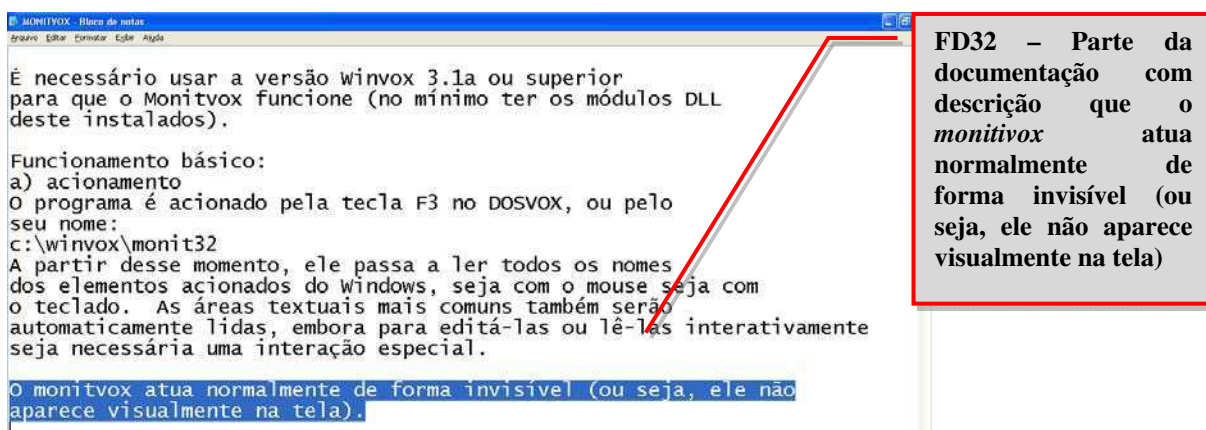 MONITVOX - Bloco de notas
Arquivo Editar Formatar Exibir Ajuda
É necessário usar a versão Winvox 3.1a ou superior
para que o Monitvox funcione (no mínimo ter os módulos DLL
deste instalados).
Funcionamento básico:
a) acionamento
O programa é acionado pela tecla F3 no DOSVOX, ou pelo
seu nome:
c:\winvox\monit32
A partir desse momento, ele passa a ler todos os nomes
dos elementos acionados do Windows, seja com o mouse seja com
o teclado.  As áreas textuais mais comuns também serão
automaticamente lidas, embora para editá-las ou lê-las interativamente
seja necessária uma interação especial.
O monitvox atua normalmente de forma invisível (ou seja, ele não
aparece visualmente na tela).
FD32 – Parte da
documentação com
descrição que o
monitivox atua
normalmente de
forma invisível (ou
seja, ele não aparece
visualmente na tela)